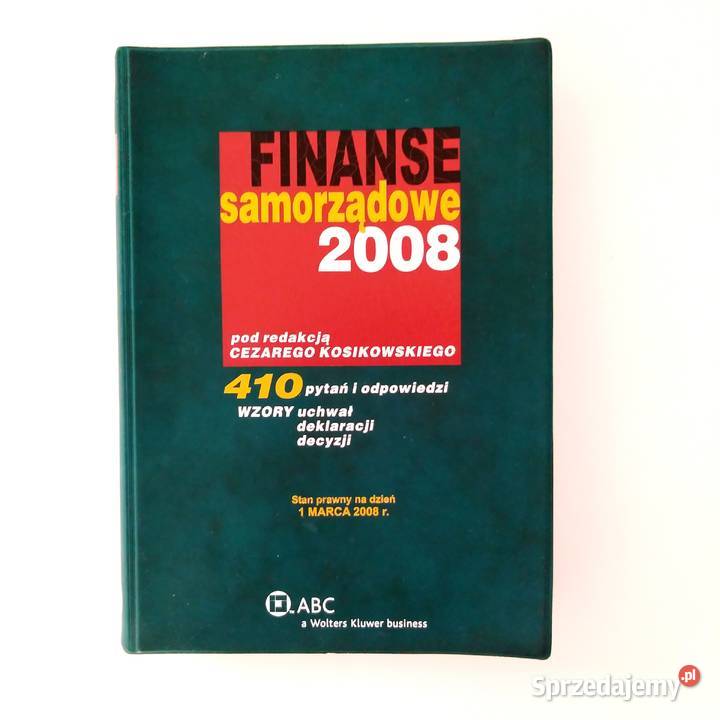 FINANSE
samorządowe
2008
pod redakcją
CEZAREGO KOSIKOWSKIEGO
410 pytań i odpowiedzi
WZORY uchwał
deklaracji
decyzji
Stan prawny na dzień
1 MARCA 2008 r.
ABC
a Wolters Kluwer business
Sprzedajemy.pl